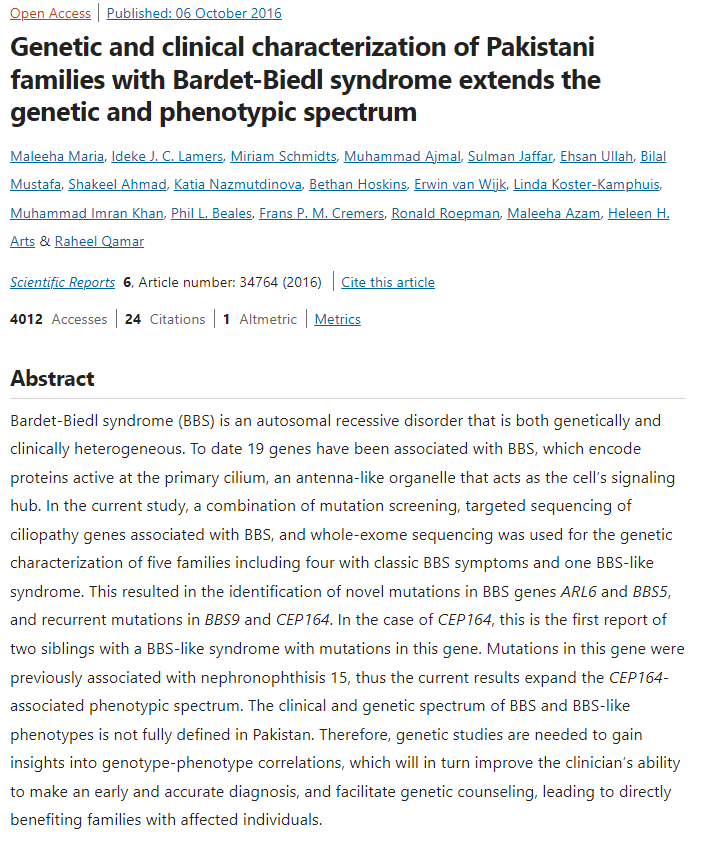 Open Access | Published: 06 October 2016
Genetic and clinical characterization of Pakistani
families with Bardet-Biedl syndrome extends the
genetic and phenotypic spectrum
Maleeha Maria, Ideke J. C. Lamers, Miriam Schmidts, Muhammad Ajmal, Sulman Jaffar, Ehsan Ullah, Bilal
Mustafa, Shakeel Ahmad, Katia Nazmutdinova, Bethan Hoskins, Erwin van Wijk, Linda Koster-Kamphuis,
Muhammad Imran Khan, Phil L. Beales, Frans P. M. Cremers, Ronald Roepman, Maleeha Azam, Heleen H.
Arts & Raheel Qamar
Scientific Reports 6, Article number: 34764 (2016) | Cite this article
4012 Accesses | 24 Citations | 1 Altmetric | Metrics
Abstract
Bardet-Biedl syndrome (BBS) is an autosomal recessive disorder that is both genetically and
clinically heterogeneous. To date 19 genes have been associated with BBS, which encode
proteins active at the primary cilium, an antenna-like organelle that acts as the cell’s signaling
hub. In the current study, a combination of mutation screening, targeted sequencing of
ciliopathy genes associated with BBS, and whole-exome sequencing was used for the genetic
characterization of five families including four with classic BBS symptoms and one BBS-like
syndrome. This resulted in the identification of novel mutations in BBS genes ARL6 and BBS5,
and recurrent mutations in BBS9 and CEP164. In the case of CEP164, this is the first report of
two siblings with a BBS-like syndrome with mutations in this gene. Mutations in this gene were
previously associated with nephronophthisis 15, thus the current results expand the CEP164-
associated phenotypic spectrum. The clinical and genetic spectrum of BBS and BBS-like
phenotypes is not fully defined in Pakistan. Therefore, genetic studies are needed to gain
insights into genotype-phenotype correlations, which will in turn improve the clinician’s ability
to make an early and accurate diagnosis, and facilitate genetic counseling, leading to directly
benefiting families with affected individuals.